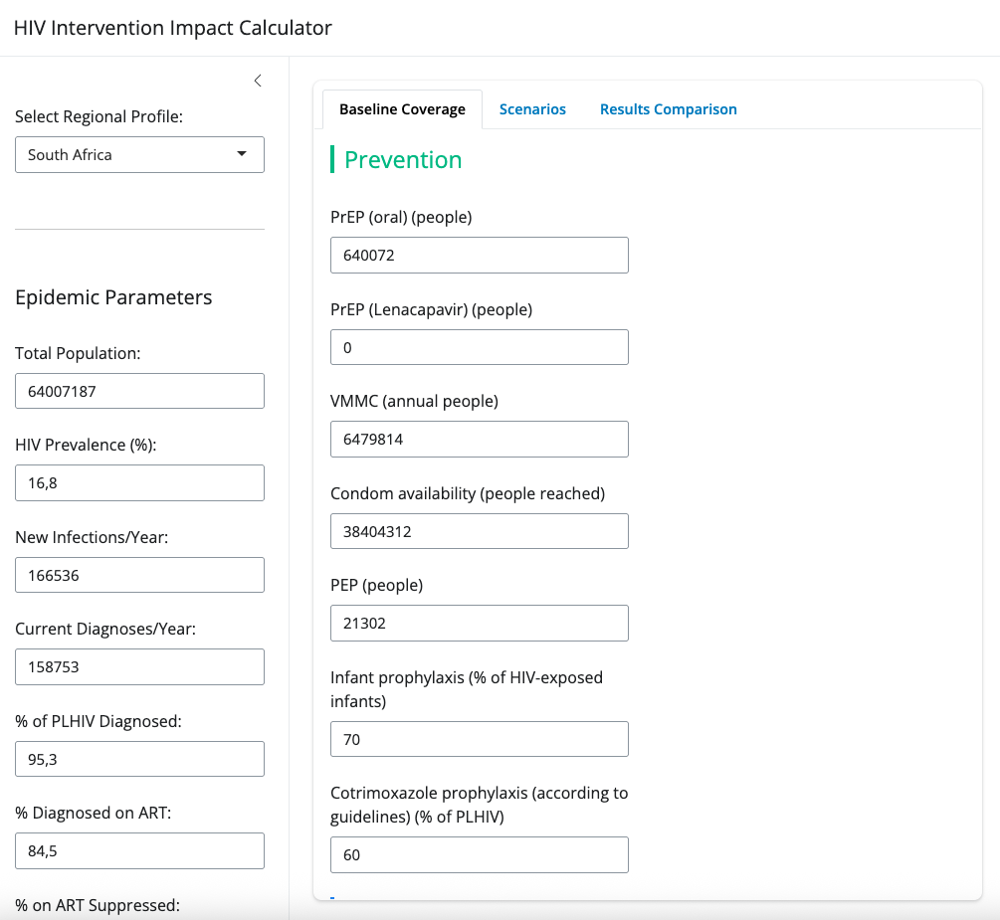 HIV Intervention Impact Calculator
Select Regional Profile:
South Africa
Epidemic Parameters
Total Population:
64007187
HIV Prevalence (%):
16,8
New Infections/Year:
166536
Current Diagnoses/Year:
158753
% of PLHIV Diagnosed:
95,3
% Diagnosed on ART:
84,5
% on ART Suppressed:
Baseline Coverage
Scenarios
Results Comparison
Prevention
PrEP (oral) (people)
640072
PrEP (Lenacapavir) (people)
0
VMMC (annual people)
6479814
Condom availability (people reached)
38404312
PEP (people)
21302
Infant prophylaxis (% of HIV-exposed
infants)
70
Cotrimoxazole prophylaxis (according to
guidelines) (% of PLHIV)
60